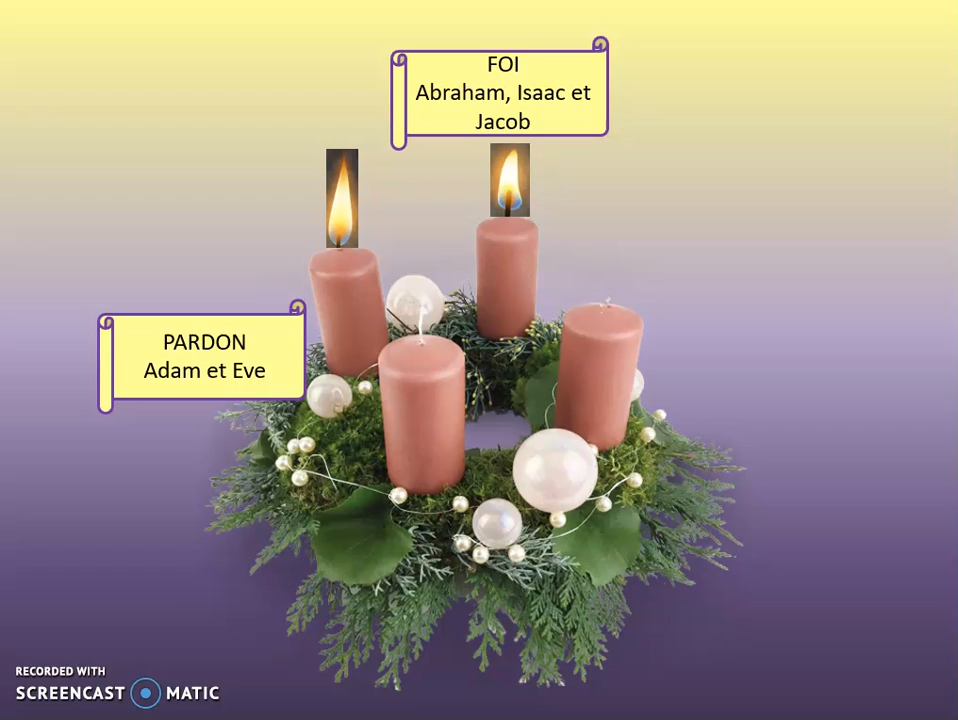 FOI
Abraham, Isaac et
Jacob
PARDON
Adam et Eve
RECORDED WITH
SCREENCAST MATIC